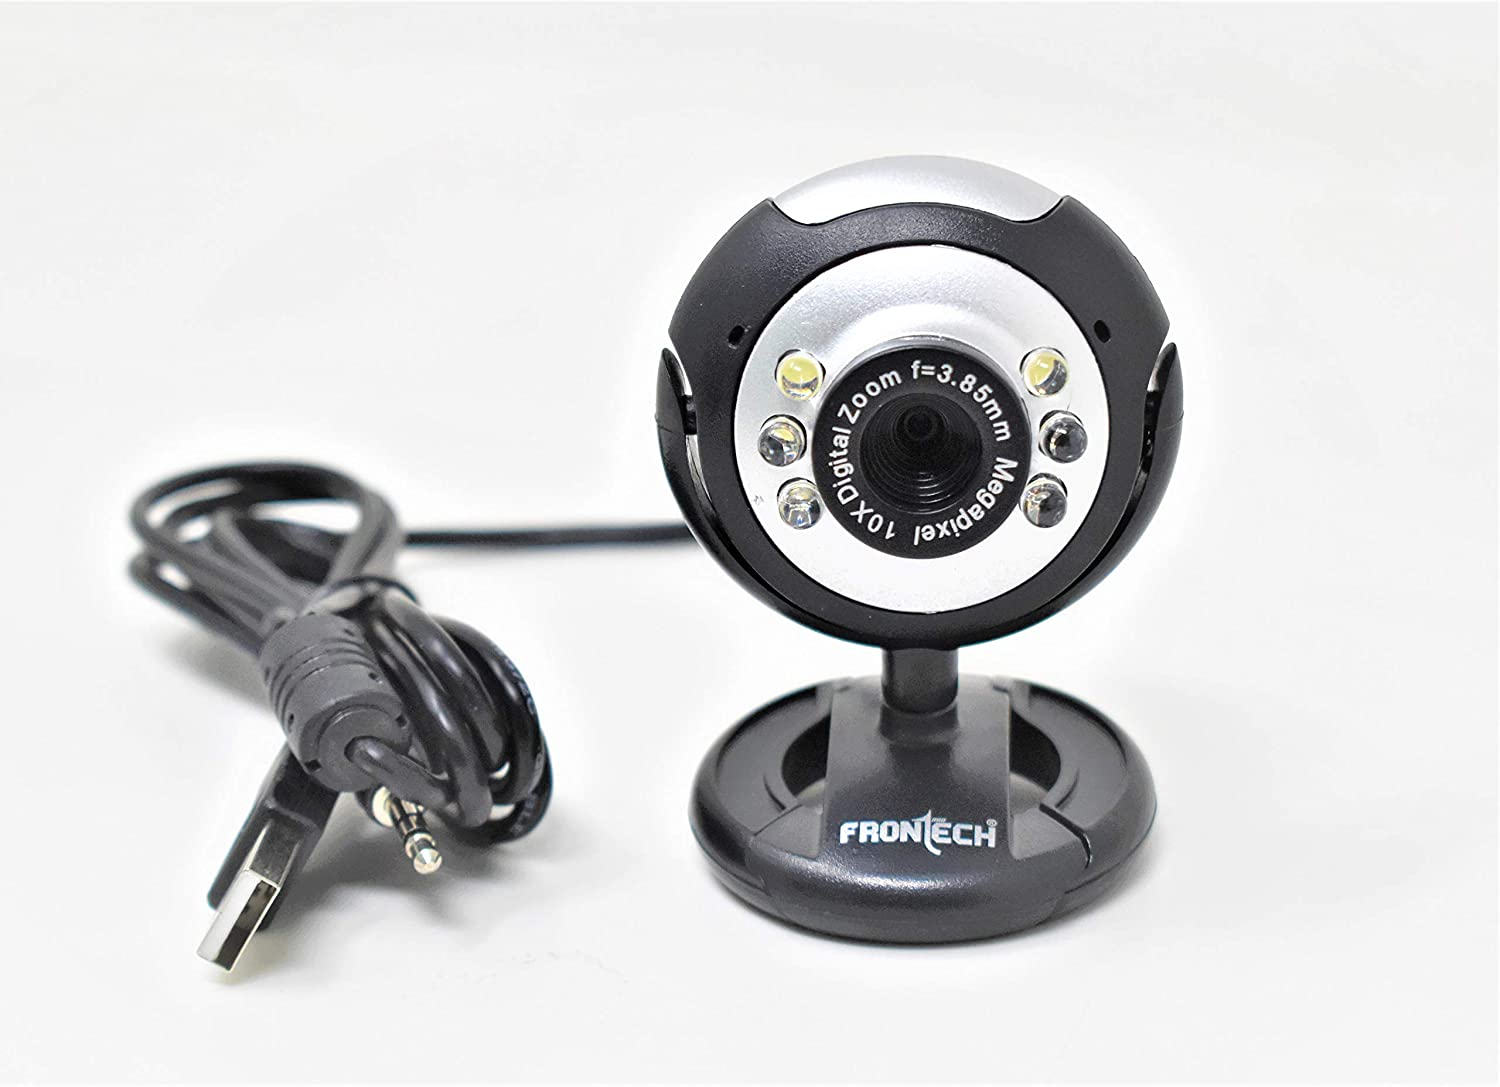 10X Digital Zoom f=3.85mm Megapixel
FRONTECH®